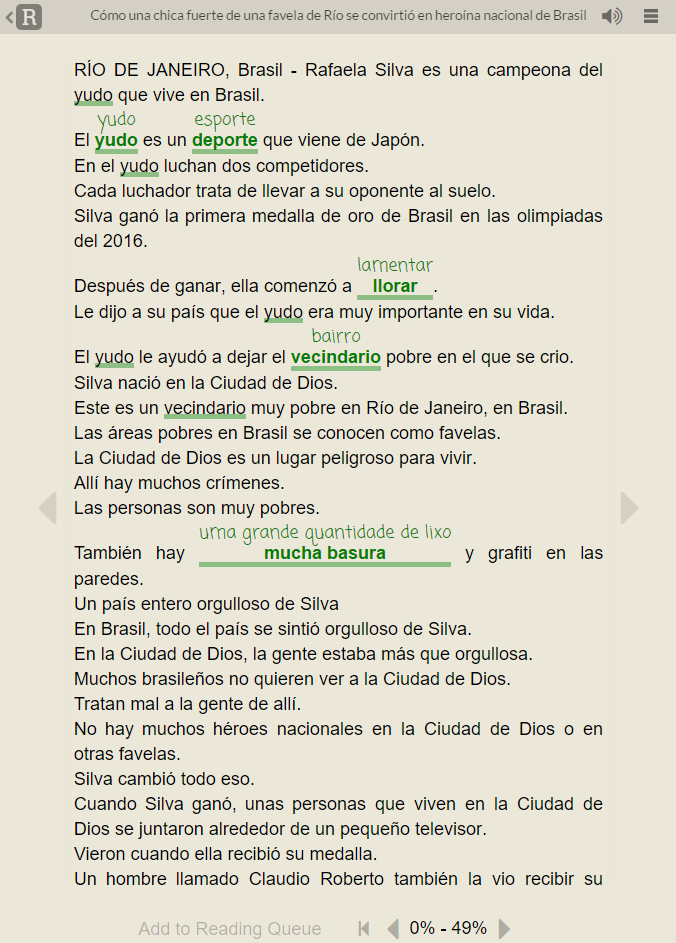 R Cómo una chica fuerte de una favela de Río se convirtió en heroína nacional de Brasil
RÍO DE JANEIRO, Brasil - Rafaela Silva es una campeona del
yudo que vive en Brasil.
yudo esporte
El yudo es un deporte que viene de Japón.
En el yudo luchan dos competidores.
Cada luchador trata de llevar a su oponente al suelo.
Silva ganó la primera medalla de oro de Brasil en las olimpiadas
del 2016.
lamentar
Después de ganar, ella comenzó a llorar.
Le dijo a su país que el yudo era muy importante en su vida.
bairro
El yudo le ayudó a dejar el vecindario pobre en el que se crio.
Silva nació en la Ciudad de Dios.
Este es un vecindario muy pobre en Río de Janeiro, en Brasil.
Las áreas pobres en Brasil se conocen como favelas.
La Ciudad de Dios es un lugar peligroso para vivir.
Allí hay muchos crímenes.
Las personas son muy pobres.
uma grande quantidade de lixo
También hay mucha basura y grafiti en las
paredes.
Un país entero orgulloso de Silva
En Brasil, todo el país se sintió orgulloso de Silva.
En la Ciudad de Dios, la gente estaba más que orgullosa.
Muchos brasileños no quieren ver a la Ciudad de Dios.
Tratan mal a la gente de allí.
No hay muchos héroes nacionales en la Ciudad de Dios o en
otras favelas.
Silva cambió todo eso.
Cuando Silva ganó, unas personas que viven en la Ciudad de
Dios se juntaron alrededor de un pequeño televisor.
Vieron cuando ella recibió su medalla.
Un hombre llamado Claudio Roberto también la vio recibir su
Add to Reading Queue 0% - 49%